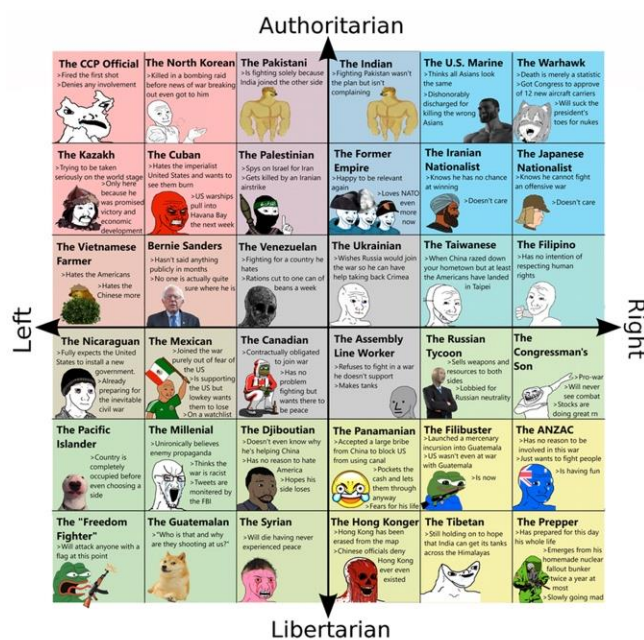 Authoritarian
The CCP Official
>Fired the first shot
>Denies any involvement
The North Korean
>Killed in a bombing raid
before news of war breaking
out even got to him
The Pakistani
>Is fighting solely because
India joined the other side
The Indian
>Fighting Pakistan wasn't
the plan but isn't
complaining
The U.S. Marine
>Thinks all Asians look
the same
>Dishonorably
discharged for
killing the wrong
Asians
The Warhawk
>Death is merely a statistic
>Got Congress to approve
of 12 new aircraft carriers
>Will suck the
president's
toes for nukes
The Kazakh
>Trying to be taken
seriously on the world stage
>Only here
because he
was promised
victory and
economic
development
The Cuban
>Hates the imperialist
United States and wants to
see them burn
>US warships
pull into
Havana Bay
the next week
The Palestinian
>Spys on Israel for Iran
>Gets killed by an Iranian
airstrike
The Former
Empire
>Happy to be relevant
again
>Loves NATO
even
more
now
The Iranian
Nationalist
>Knows he has no chance
at winning
>Doesn't care
The Japanese
Nationalist
>Knows he cannot fight
an offensive war
>Doesn't care
The Vietnamese
Farmer
>Hates the Americans
>Hates the
Chinese more
Bernie Sanders
>Hasn't said anything
publicly in months
>No one is actually quite
sure where he is
The Venezuelan
>Fighting for a country he
hates
>Rations cut to one can of
beans a week
The Ukrainian
>Wishes Russia would join
the war so he can have
help taking back Crimea
The Taiwanese
>When China razed down
your hometown but at least
the Americans have landed
in Taipei
The Filipino
>Has no intention of
respecting human
rights
Left
Right
The Nicaraguan
>Fully expects the United
States to install a new
government.
>Already
preparing for
the inevitable
civil war
The Mexican
>Joined the war
purely out of fear of
the US
>Is supporting
the US but
lowkey wants
them to lose
>On a watchlist
The Canadian
>Contractually obligated
to join war
>Has no
problem
fighting but
wants there to
be peace
The Assembly
Line Worker
>Refuses to fight in a war
he doesn't support
>Makes tanks
The Russian
Tycoon
>Sells weapons and
resources to both
sides
>Lobbied for
Russian neutrality
The
Congressman's
Son
>Pro-war
>Will never
see combat
>Stocks are
doing great rn
The Pacific
Islander
>Country is
completely
occupied before
even choosing a
side
The Millenial
>Unironically believes
enemy propaganda
>Thinks the
war is racist
>Tweets are
monitered by
the FBI
The Djiboutian
>Doesn't even know why
he's helping China
>Has no reason to hate
America
>Hopes his
side loses
The Panamanian
>Accepted a large bribe
from China to block US
from using canal
>Pockets the
cash and lets
them through
anyway
>Fears for his life
The Filibuster
>Launched a mercenary
incursion into Guatemala
>US wasn't even at war
with Guatemala
>Is now
The ANZAC
>Has no reason to be
involved in this war
>Just wants to fight people
>Is having fun
The "Freedom
Fighter"
>Will attack anyone with a
flag at this point
The Guatemalan
>"Who is that and why
are they shooting at us?"
The Syrian
>Will die having never
experienced peace
The Hong Konger
>Hong Kong has been
erased from the map
>Chinese officials deny
Hong Kong
ever even
existed
The Tibetan
>Still holding on to hope
that India can get its tanks
across the Himalayas
The Prepper
>Has prepared for this day
his whole life
>Emerges from his
homemade nuclear
fallout bunker
twice a year at
most
>Slowly going mad
Libertarian